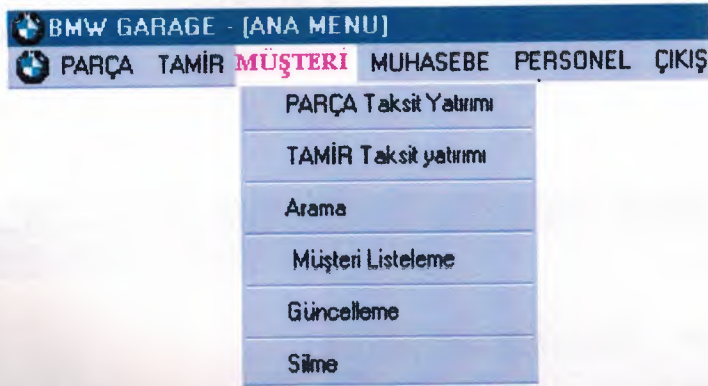 BMW GARAGE - [ANA MENU]
PARÇA TAMİR MÜŞTERİ MUHASEBE PERSONEL ÇIKIŞ
PARÇA Taksit Yatırımı
TAMİR Taksit yatırımı
Arama
Müişteri Listeleme
Güncelleme
Silme